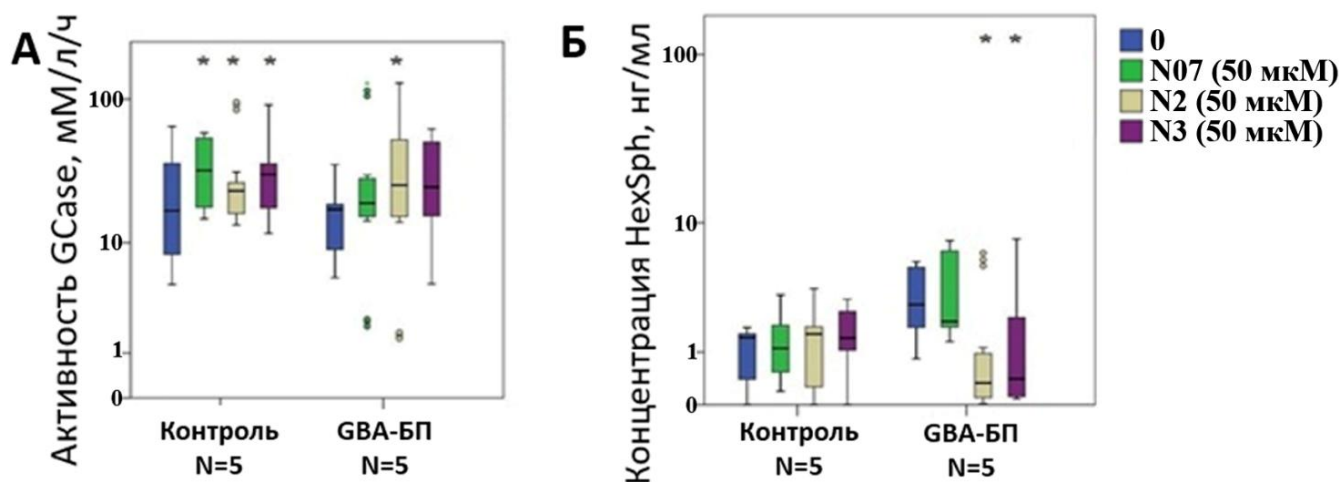 А
Активность GCase, мМ/л/ч
100
10
1
0
* * * *
Контроль
N=5
GBA-БП
N=5
Б
Концентрация HexSph, нг/мл
100
10
1
0
* *
Контроль
N=5
GBA-БП
N=5
0
N07 (50 мкМ)
N2 (50 мкМ)
N3 (50 мкМ)